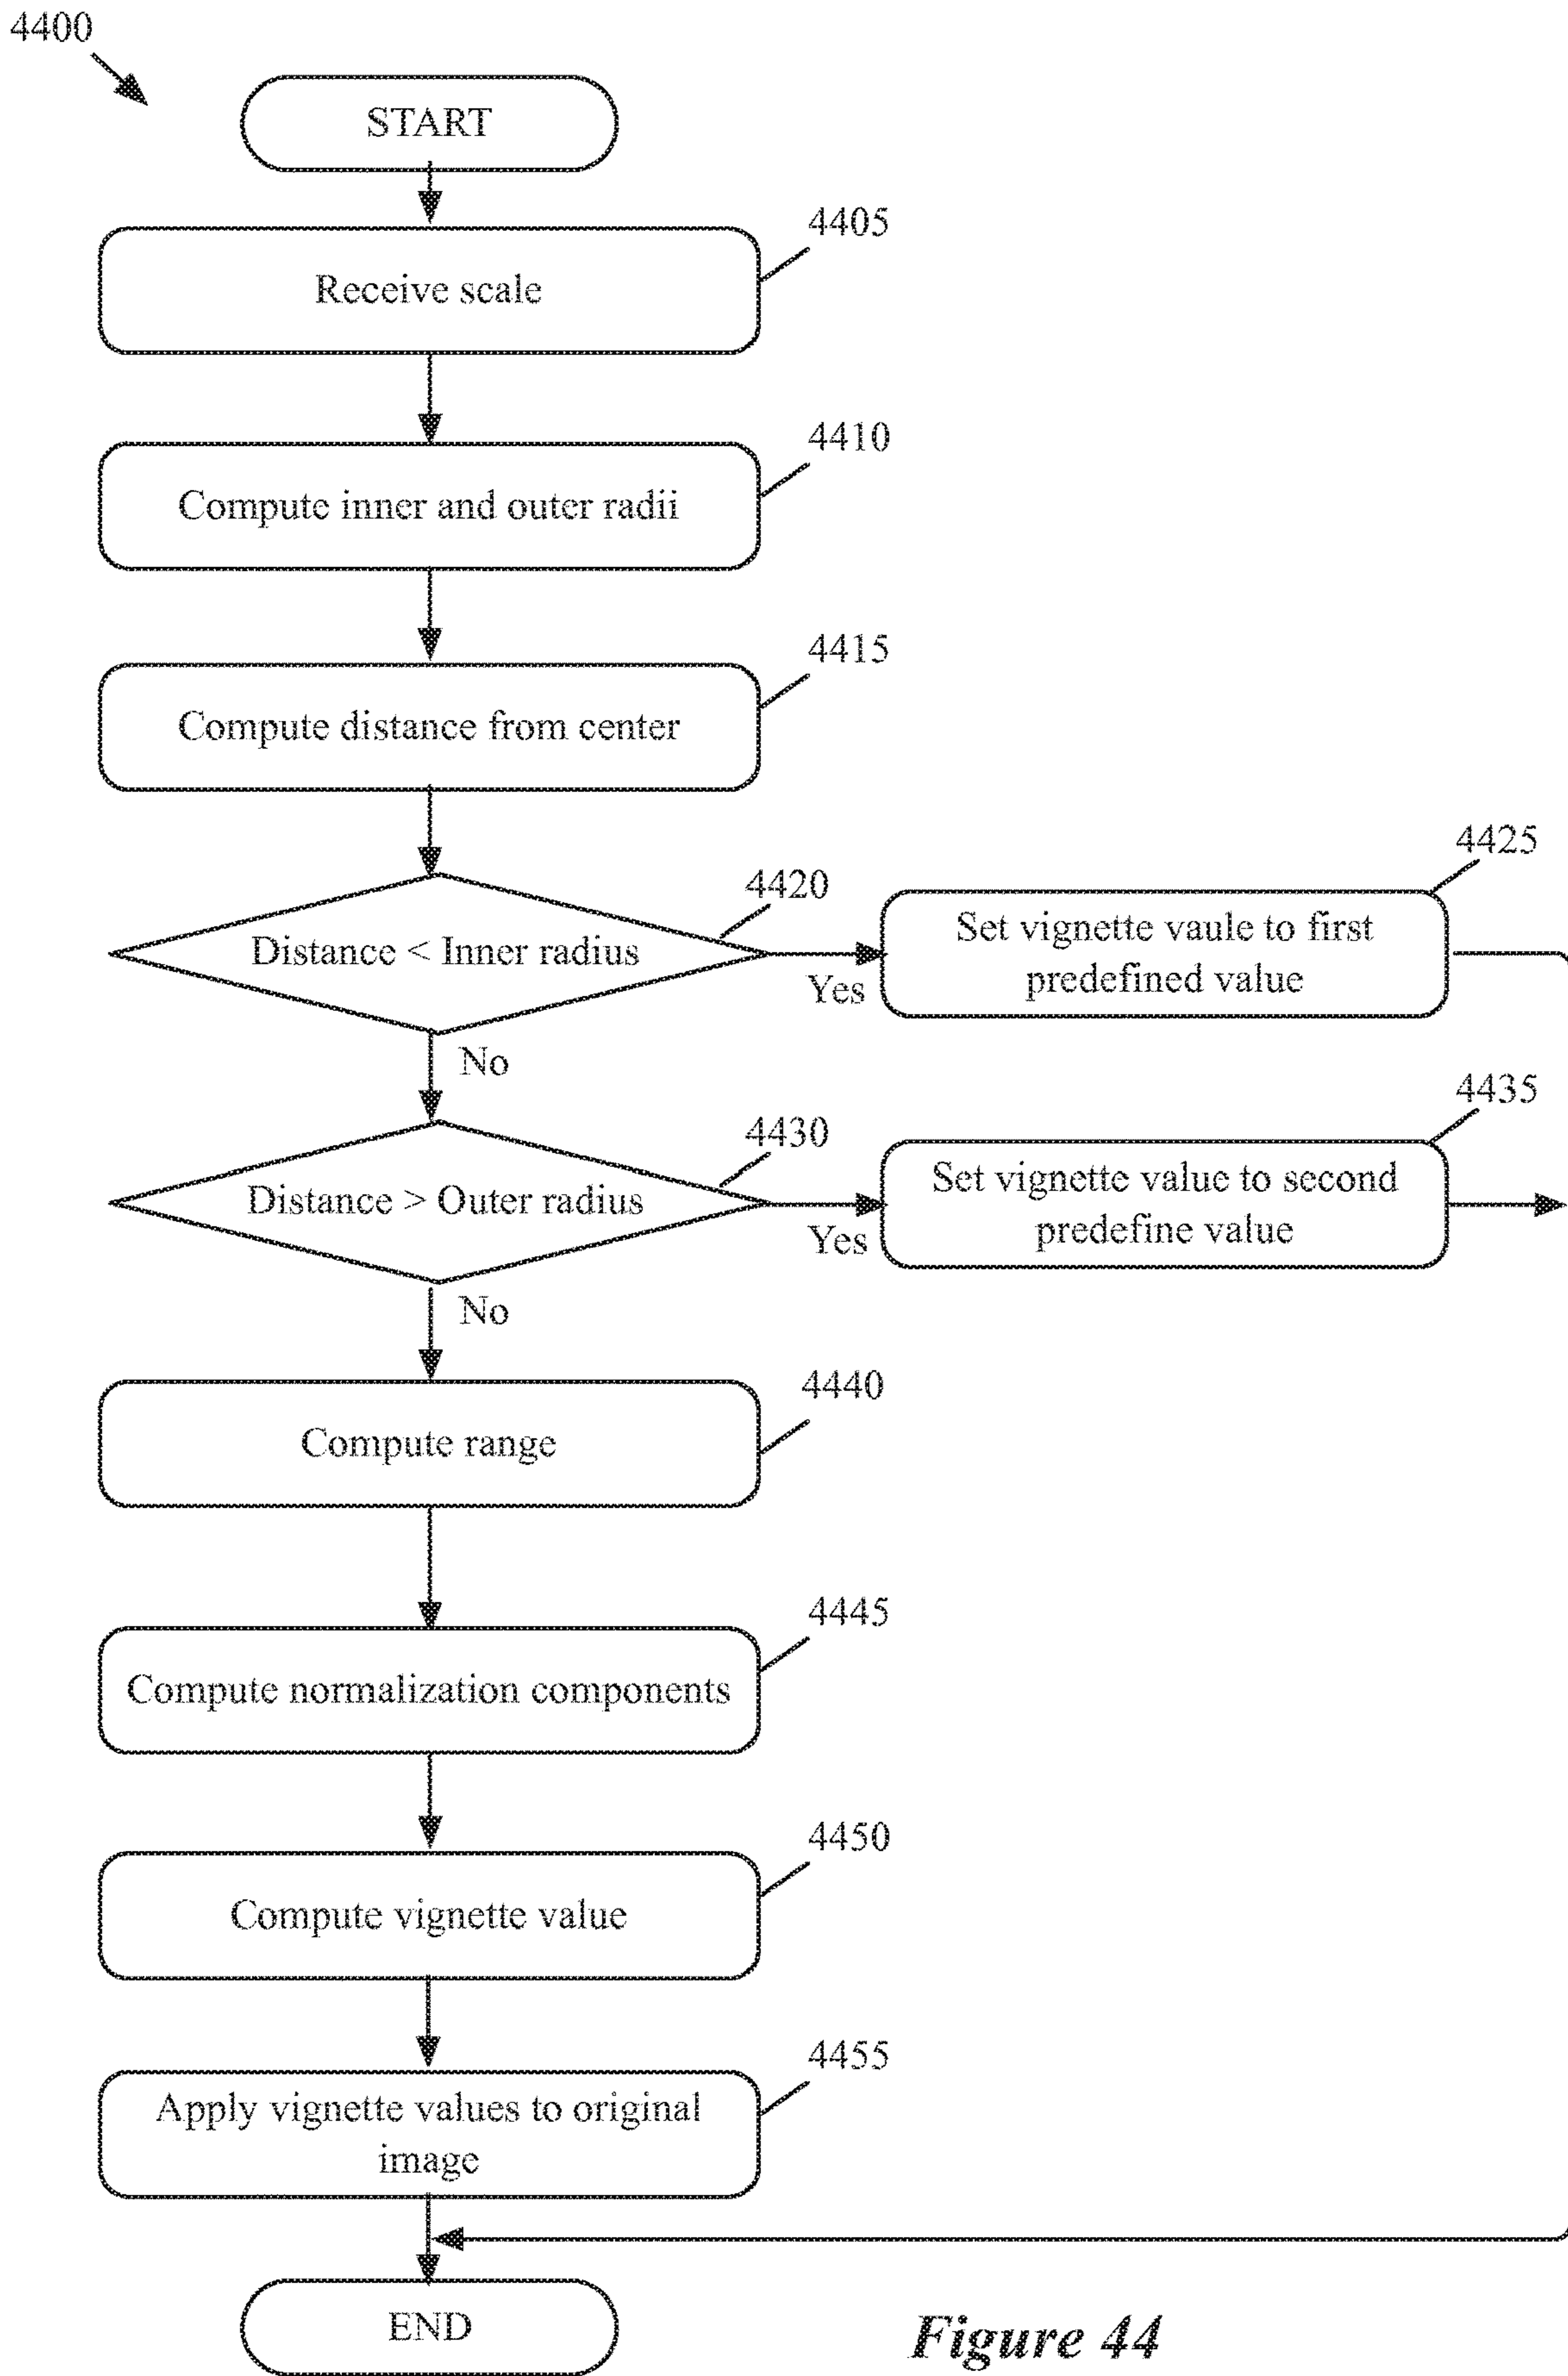 4400
START
4405
Receive scale
4410
Compute inner and outer radii
4415
Compute distance from center
4420
Distance < Inner radius
Yes
4425
Set vignette vaule to first
predefined value
No
4430
Distance > Outer radius
Yes
4435
Set vignette value to second
predefine value
No
4440
Compute range
4445
Compute normalization components
4450
Compute vignette value
4455
Apply vignette values to original
image
END
Figure 44